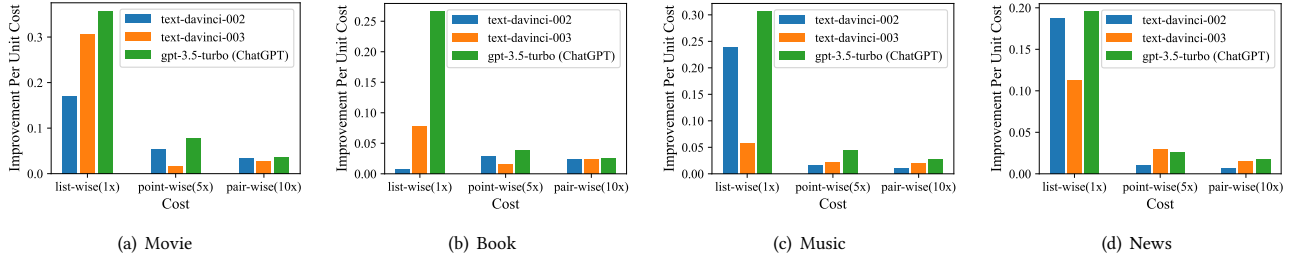 Improvement Per Unit Cost
0.3
0.2
0.1
0.0
text-davinci-002
text-davinci-003
gpt-3.5-turbo (ChatGPT)
list-wise(1x) point-wise(5x) pair-wise(10x)
Cost
(a) Movie
Improvement Per Unit Cost
0.25
0.20
0.15
0.10
0.05
0.00
text-davinci-002
text-davinci-003
gpt-3.5-turbo (ChatGPT)
list-wise(1x) point-wise(5x) pair-wise(10x)
Cost
(b) Book
Improvement Per Unit Cost
0.30
0.25
0.20
0.15
0.10
0.05
0.00
text-davinci-002
text-davinci-003
gpt-3.5-turbo (ChatGPT)
list-wise(1x) point-wise(5x) pair-wise(10x)
Cost
(c) Music
Improvement Per Unit Cost
0.20
0.15
0.10
0.05
0.00
text-davinci-002
text-davinci-003
gpt-3.5-turbo (ChatGPT)
list-wise(1x) point-wise(5x) pair-wise(10x)
Cost
(d) News